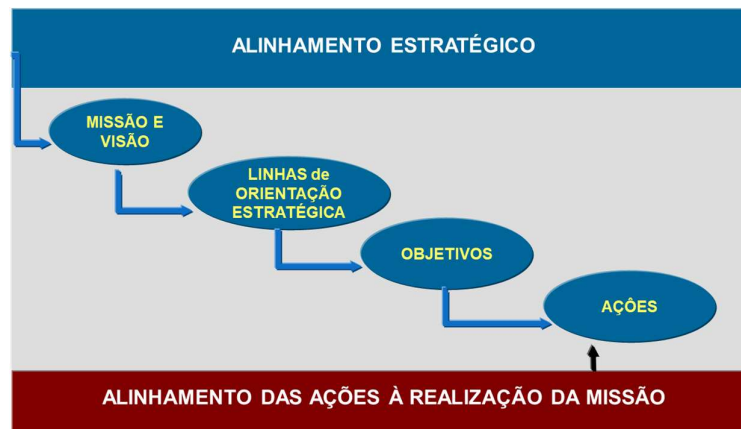 ALINHAMENTO ESTRATÉGICO
MISSÃO E
VISÃO
LINHAS de
ORIENTAÇÃO
ESTRATÉGICA
OBJETIVOS
AÇÔES
ALINHAMENTO DAS AÇÕES À REALIZAÇÃO DA MISSÃO